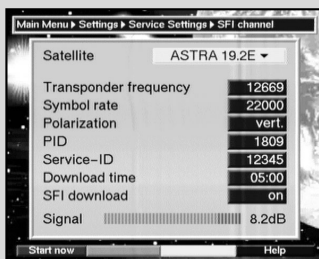 Main Menu ▸ Settings ▸ Service Settings ▸ SFI channel
Satellite ASTRA 19.2E ▾
Transponder frequency 12669
Symbol rate 22000
Polarization vert.
PID 1809
Service-ID 12345
Download time 05:00
SFI download on
Signal 8.2dB
Start now Help